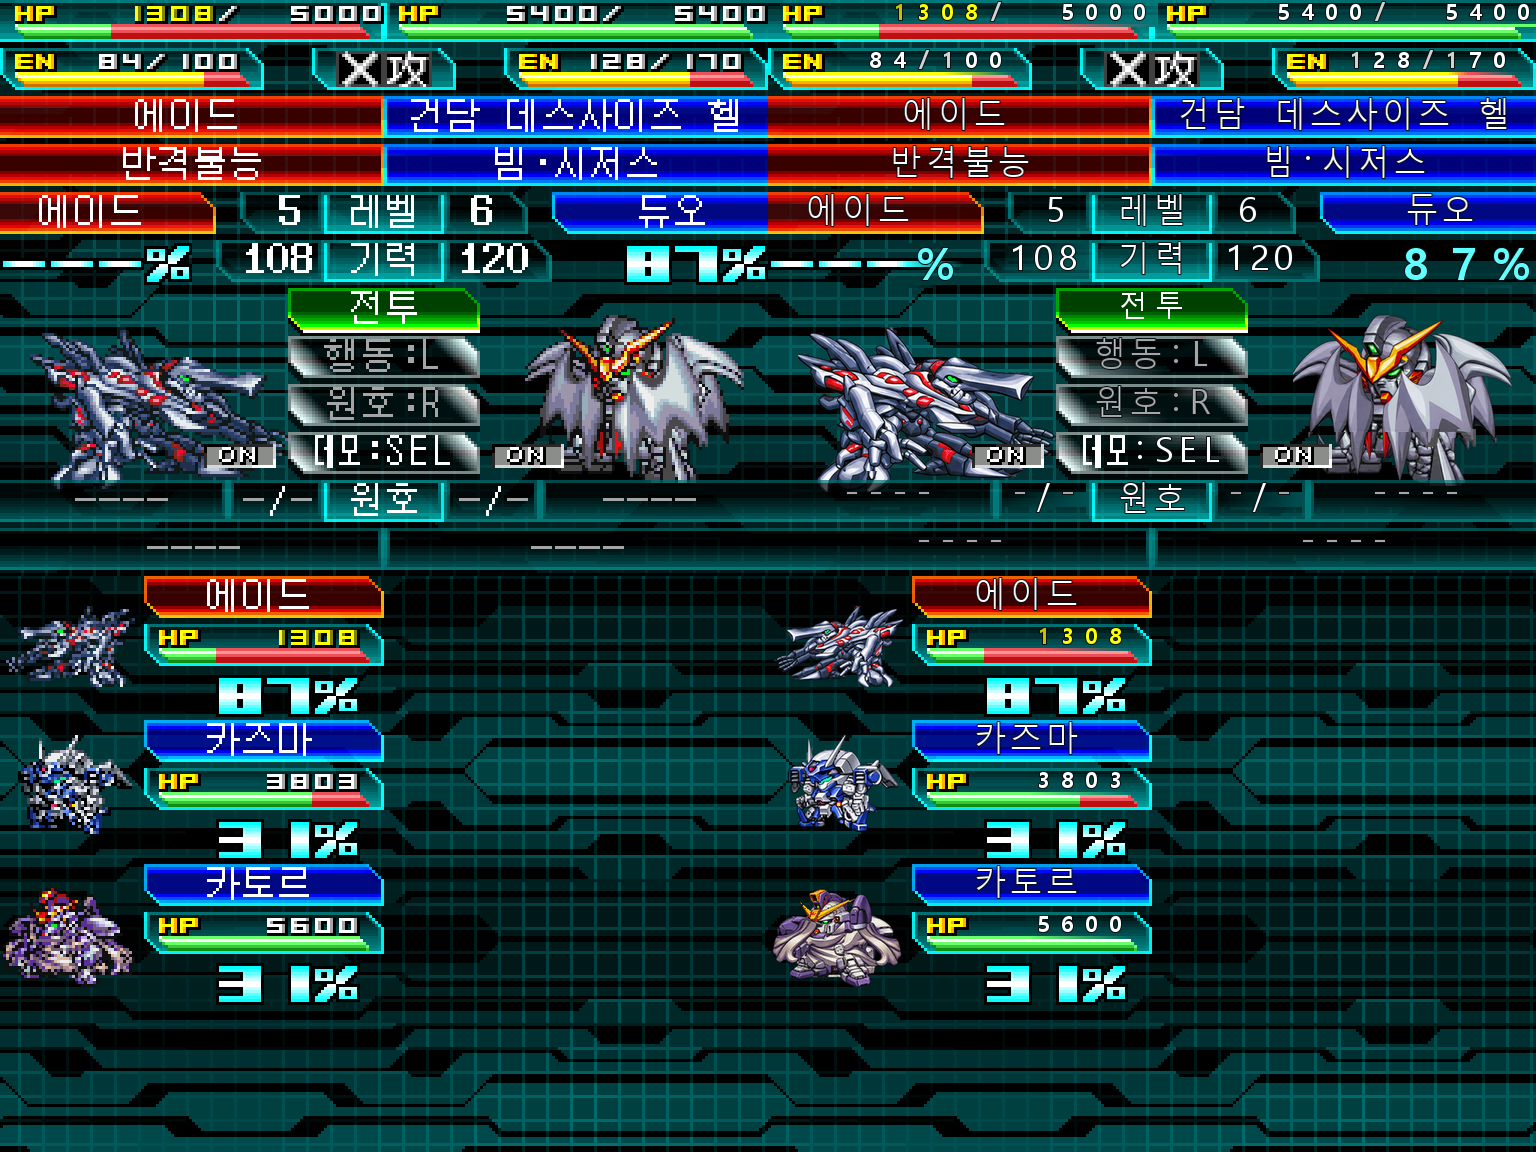 HP 1308/ 5000 HP 5400/ 5400 HP 1308/ 5000 HP 5400/ 5400
EN 84/100 ×攻 EN 128/170 EN 84/100 ×攻 EN 128/170
에이드 건담 데스사이즈 헬 에이드 건담 데스사이즈 헬
반격불능 빔·시저스 반격불능 빔·시저스
에이드 5 레벨 6 듀오 에이드 5 레벨 6 듀오
---% 108 기력 120 87% ---% 108 기력 120 87%
전투 전투
행동:L 행동:L
원호:R 원호:R
ON 데모:SEL ON ON 데모:SEL ON
---- -/- 원호 -/- ---- ---- -/- 원호 -/- ----
---- ---- ---- ----
에이드 에이드
HP 1308 HP 1308
87% 87%
카즈마 카즈마
HP 3803 HP 3803
31% 31%
카토르 카토르
HP 5600 HP 5600
31% 31%